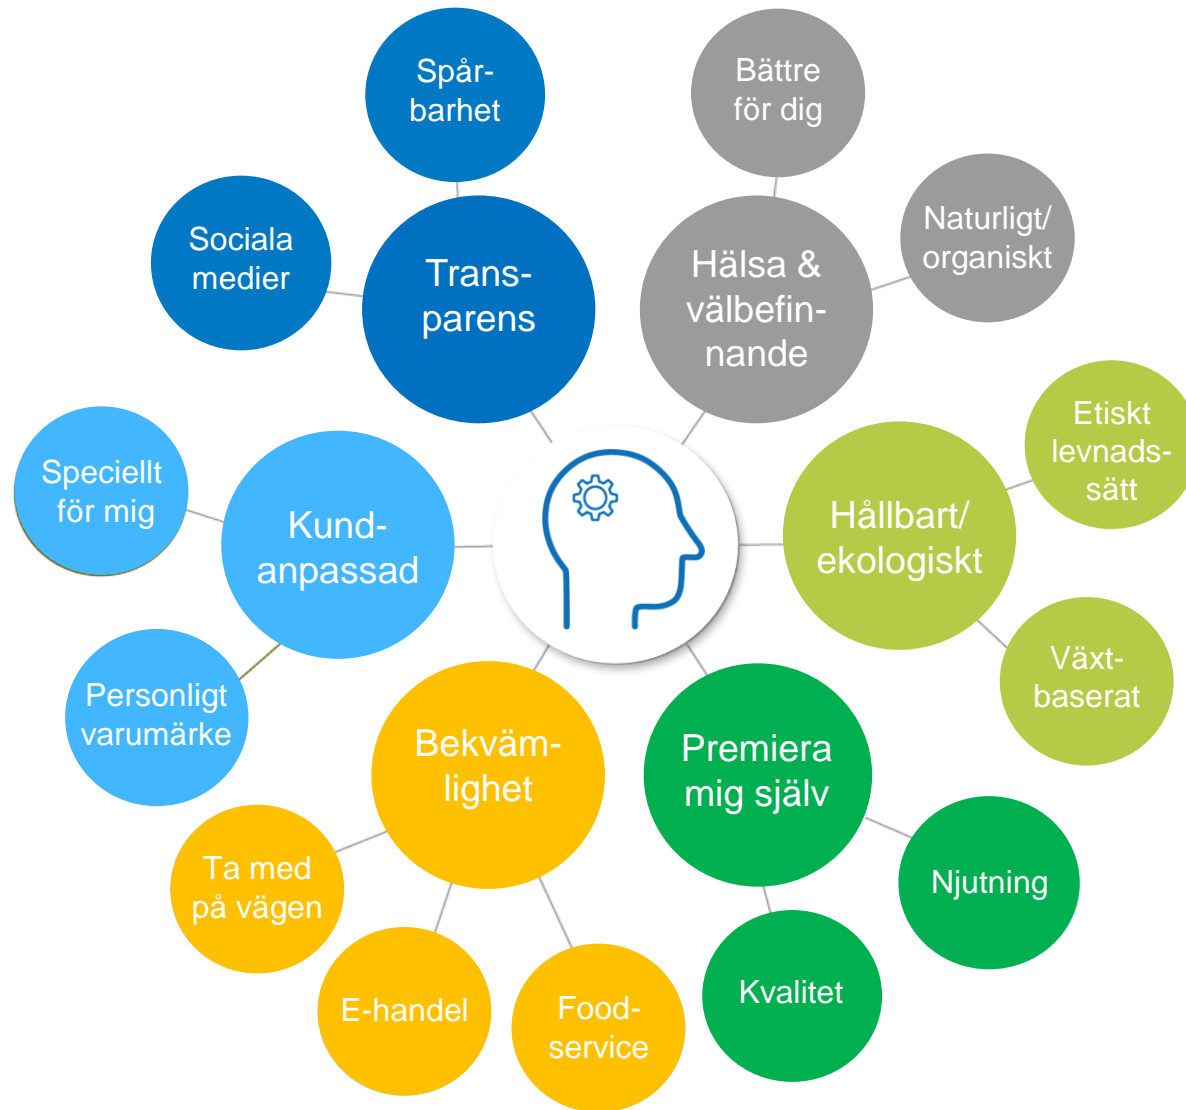 Spår-
barhet
Bättre
för dig
Sociala
medier
Trans-
parens
Hälsa &
välbefin-
nande
Naturligt/
organiskt
Speciellt
för mig
Kund-
anpassad
Hållbart/
ekologiskt
Etiskt
levnads-
sätt
Personligt
varumärke
Bekväm-
lighet
Premiera
mig själv
Växt-
baserat
Ta med
på vägen
E-handel
Food-
service
Kvalitet
Njutning